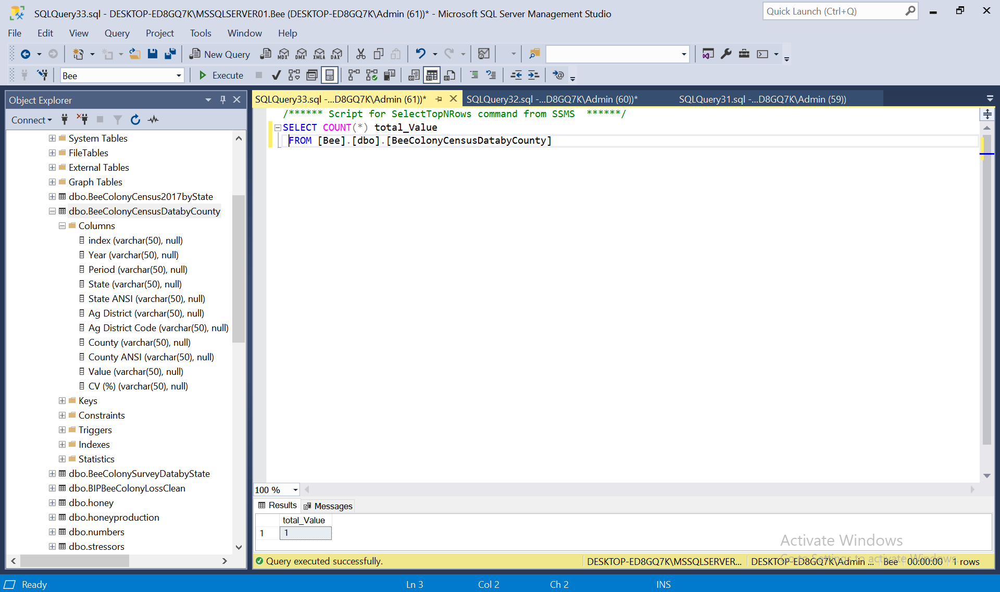 SQLQuery33.sql - DESKTOP-ED8GQ7K\MSSQLSERVER01.Bee (DESKTOP-ED8GQ7K\Admin (61))* - Microsoft SQL Server Management Studio
Quick Launch (Ctrl+Q)
File Edit View Query Project Tools Window Help
New Query MDX DMX XMLA DAX
Bee Execute
Object Explorer
SQLQuery33.sql -...D8GQ7K\Admin (61))* SQLQuery32.sql -...D8GQ7K\Admin (60))* SQLQuery31.sql -...D8GQ7K\Admin (59))
Connect
System Tables
FileTables
External Tables
Graph Tables
dbo.BeeColonyCensus2017byState
dbo.BeeColonyCensusDatabyCounty
Columns
index (varchar(50), null)
Year (varchar(50), null)
Period (varchar(50), null)
State (varchar(50), null)
State ANSI (varchar(50), null)
Ag District (varchar(50), null)
Ag District Code (varchar(50), null)
County (varchar(50), null)
County ANSI (varchar(50), null)
Value (varchar(50), null)
CV (%) (varchar(50), null)
Keys
Constraints
Triggers
Indexes
Statistics
dbo.BeeColonySurveyDatabyState
dbo.BIPBeeColonyLossClean
dbo.honey
dbo.honeyproduction
dbo.numbers
dbo.stressors
/****** Script for SelectTopNRows command from SSMS  ******/
SELECT COUNT(*) total_Value
FROM [Bee].[dbo].[BeeColonyCensusDatabyCounty]
100 %
Results Messages
total_Value
1 1
Activate Windows
Go to Settings to activate Windows.
Query executed successfully.
DESKTOP-ED8GQ7K\MSSQLSERVER... DESKTOP-ED8GQ7K\Admin ... Bee 00:00:00 1 rows
Ready Ln 3 Col 2 Ch 2 INS